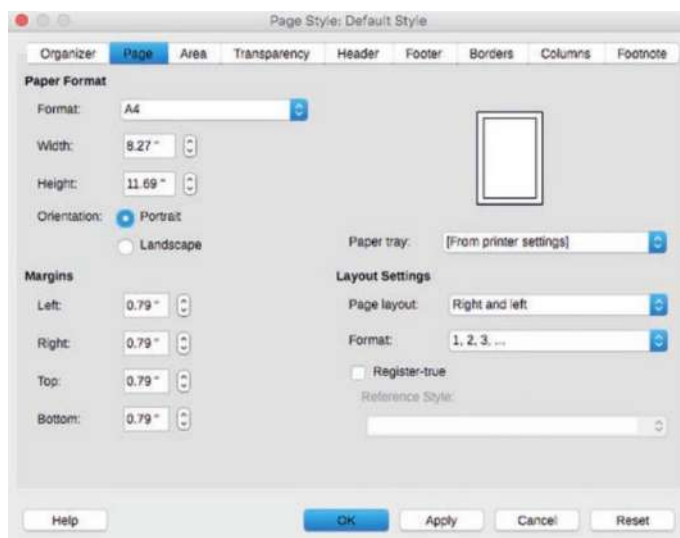 Page Style: Default Style
Organizer Page Area Transparency Header Footer Borders Columns Footnote
Paper Format
Format: A4
Width: 8.27 "
Height: 11.69 "
Orientation: Portrait
Landscape
Paper tray: [From printer settings]
Margins Layout Settings
Left: 0.79 " Page layout: Right and left
Right: 0.79 " Format: 1, 2, 3, ...
Register-true
Top: 0.79 "
Reference Style:
Bottom: 0.79 "
Help OK Apply Cancel Reset